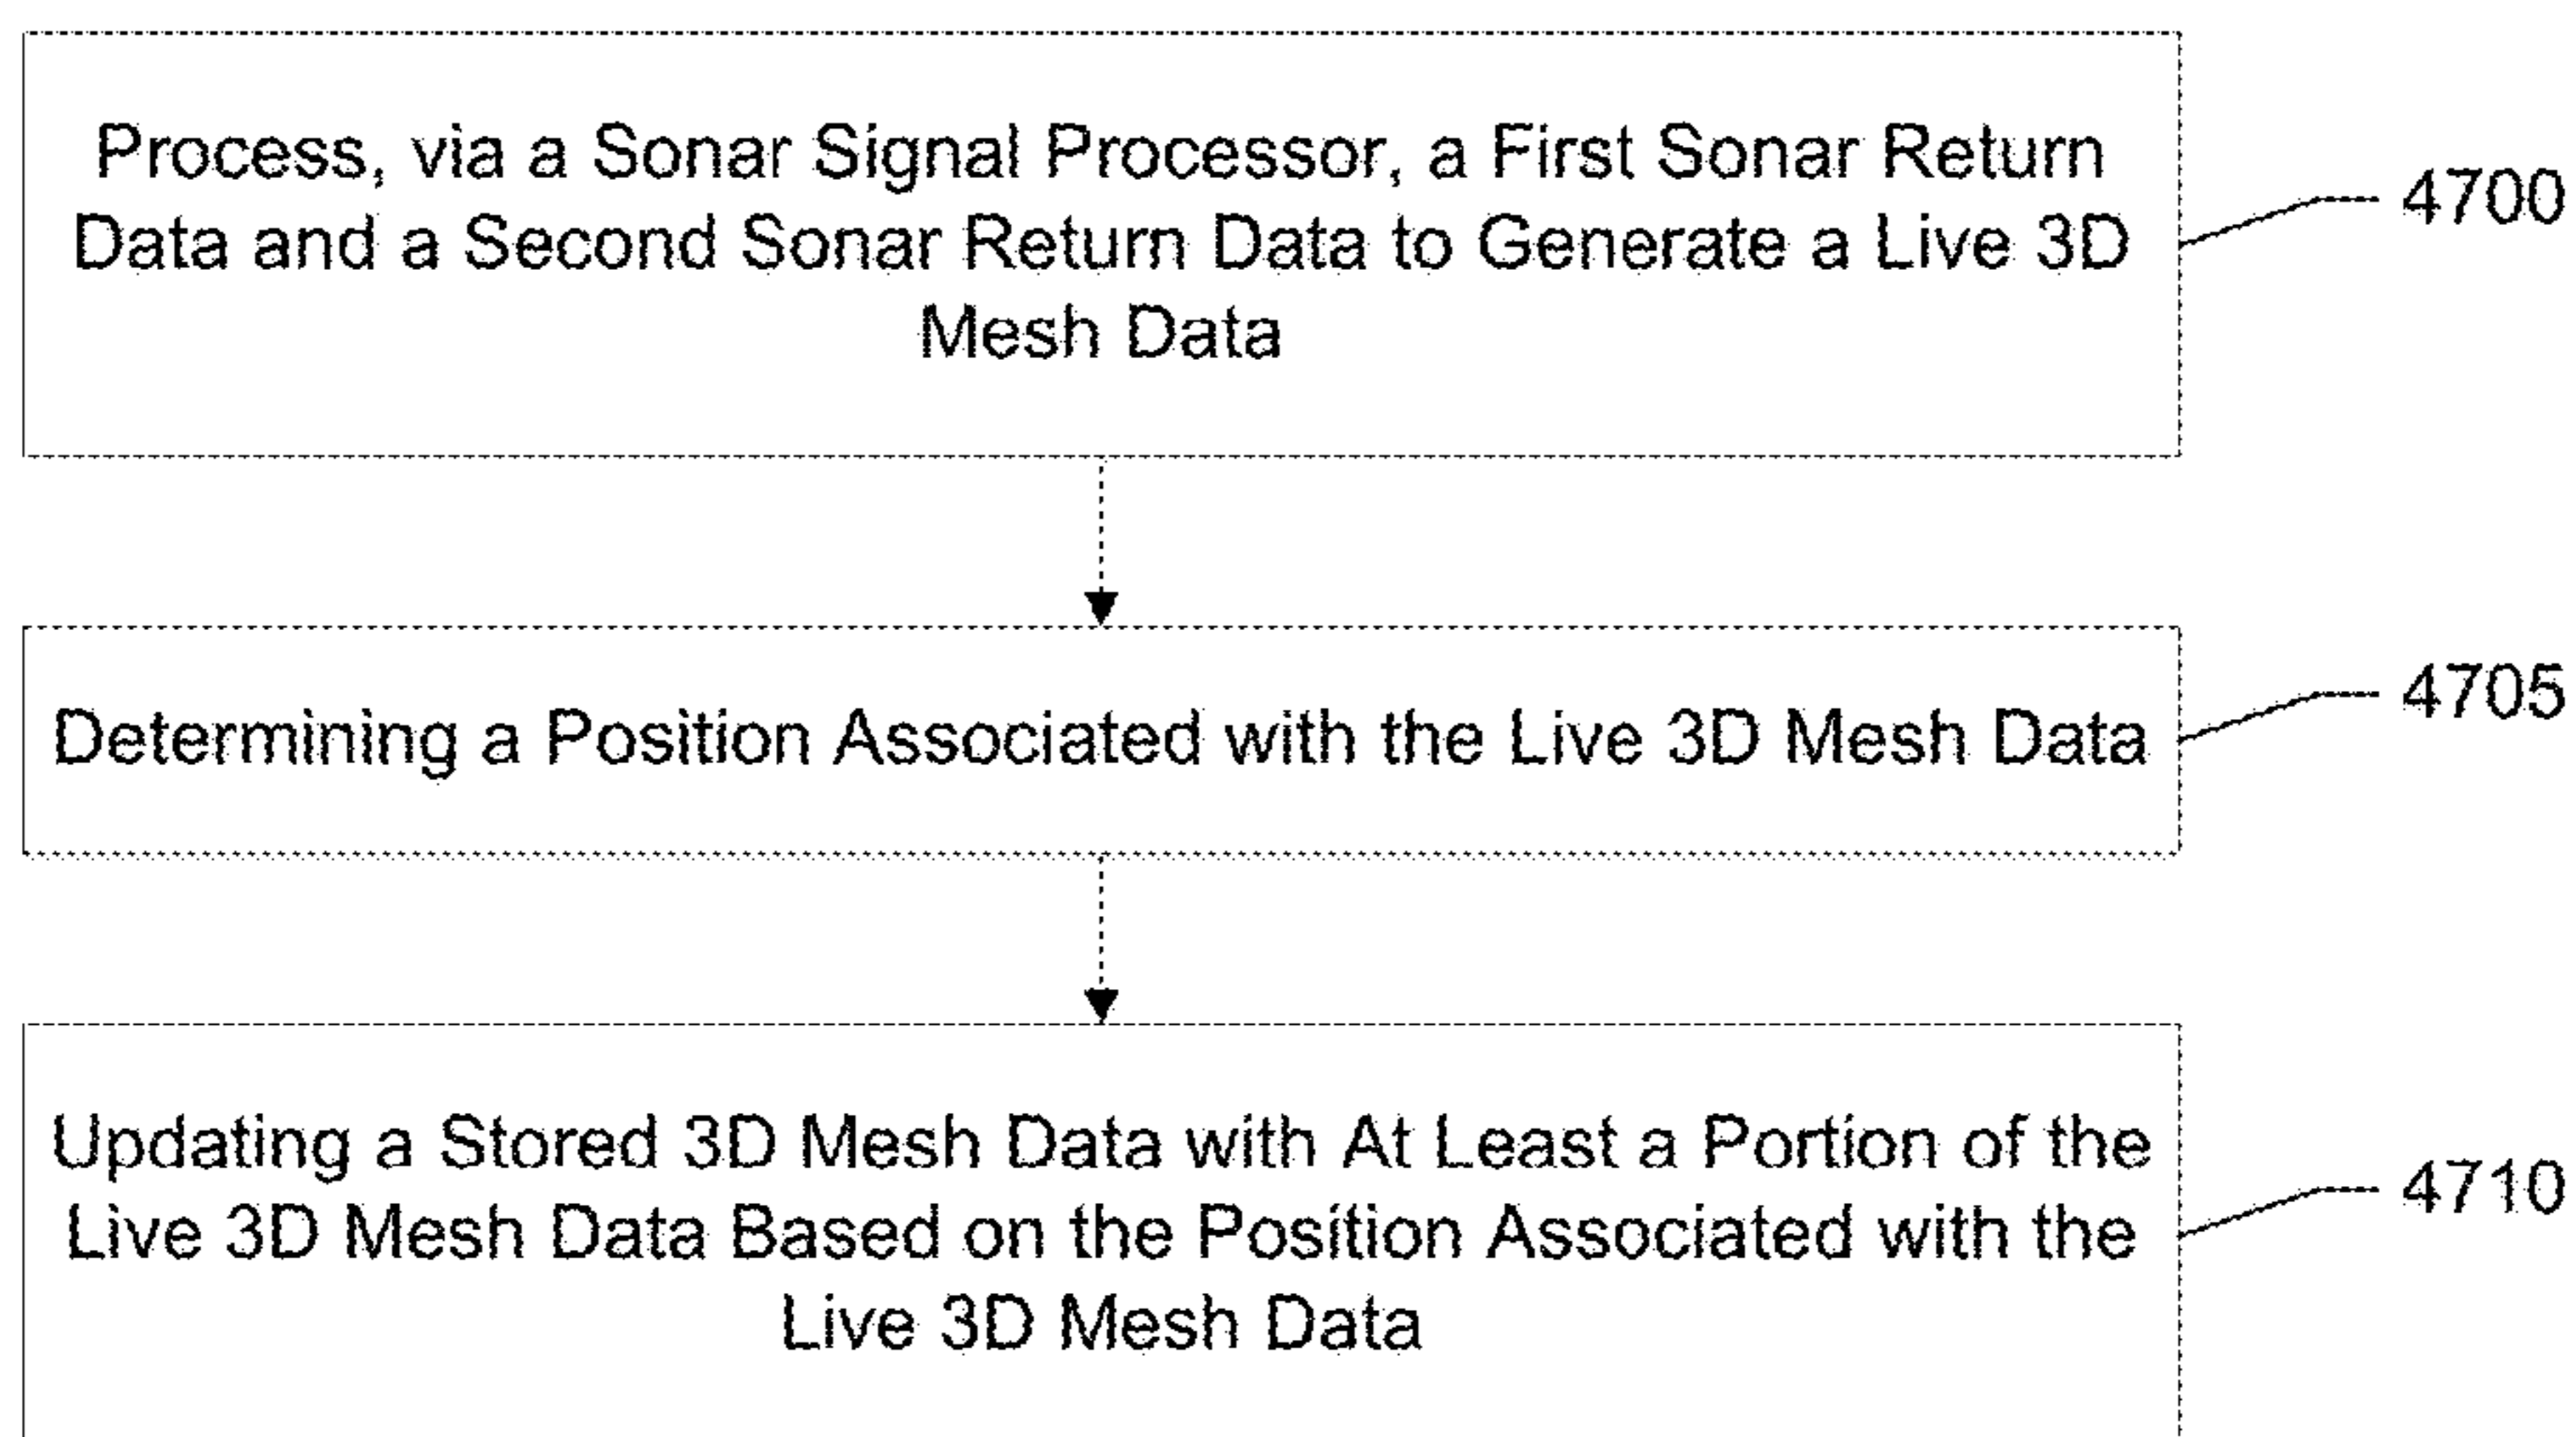 Process, via a Sonar Signal Processor, a First Sonar Return
Data and a Second Sonar Return Data to Generate a Live 3D
Mesh Data
4700
Determining a Position Associated with the Live 3D Mesh Data
4705
Updating a Stored 3D Mesh Data with At Least a Portion of the
Live 3D Mesh Data Based on the Position Associated with the
Live 3D Mesh Data
4710